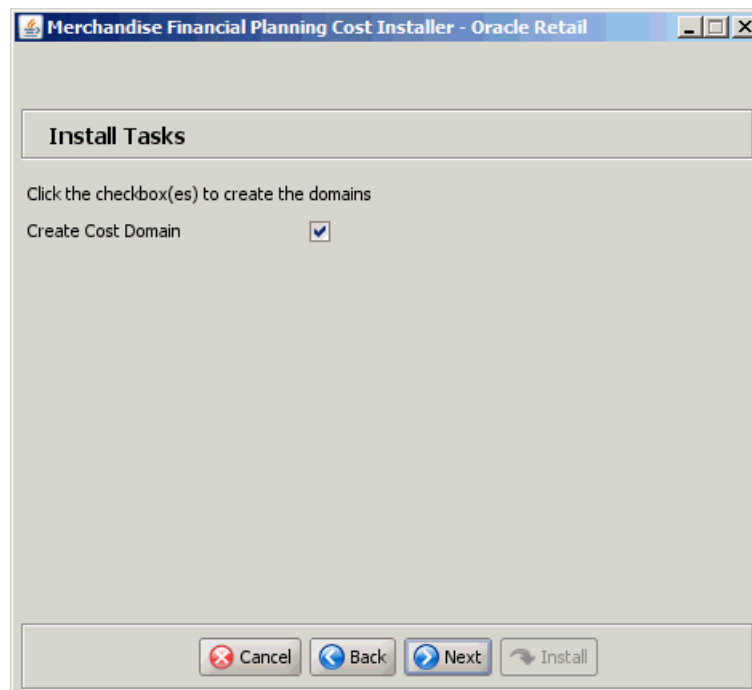 Merchandise Financial Planning Cost Installer - Oracle Retail
Install Tasks
Click the checkbox(es) to create the domains
Create Cost Domain
Cancel Back Next Install